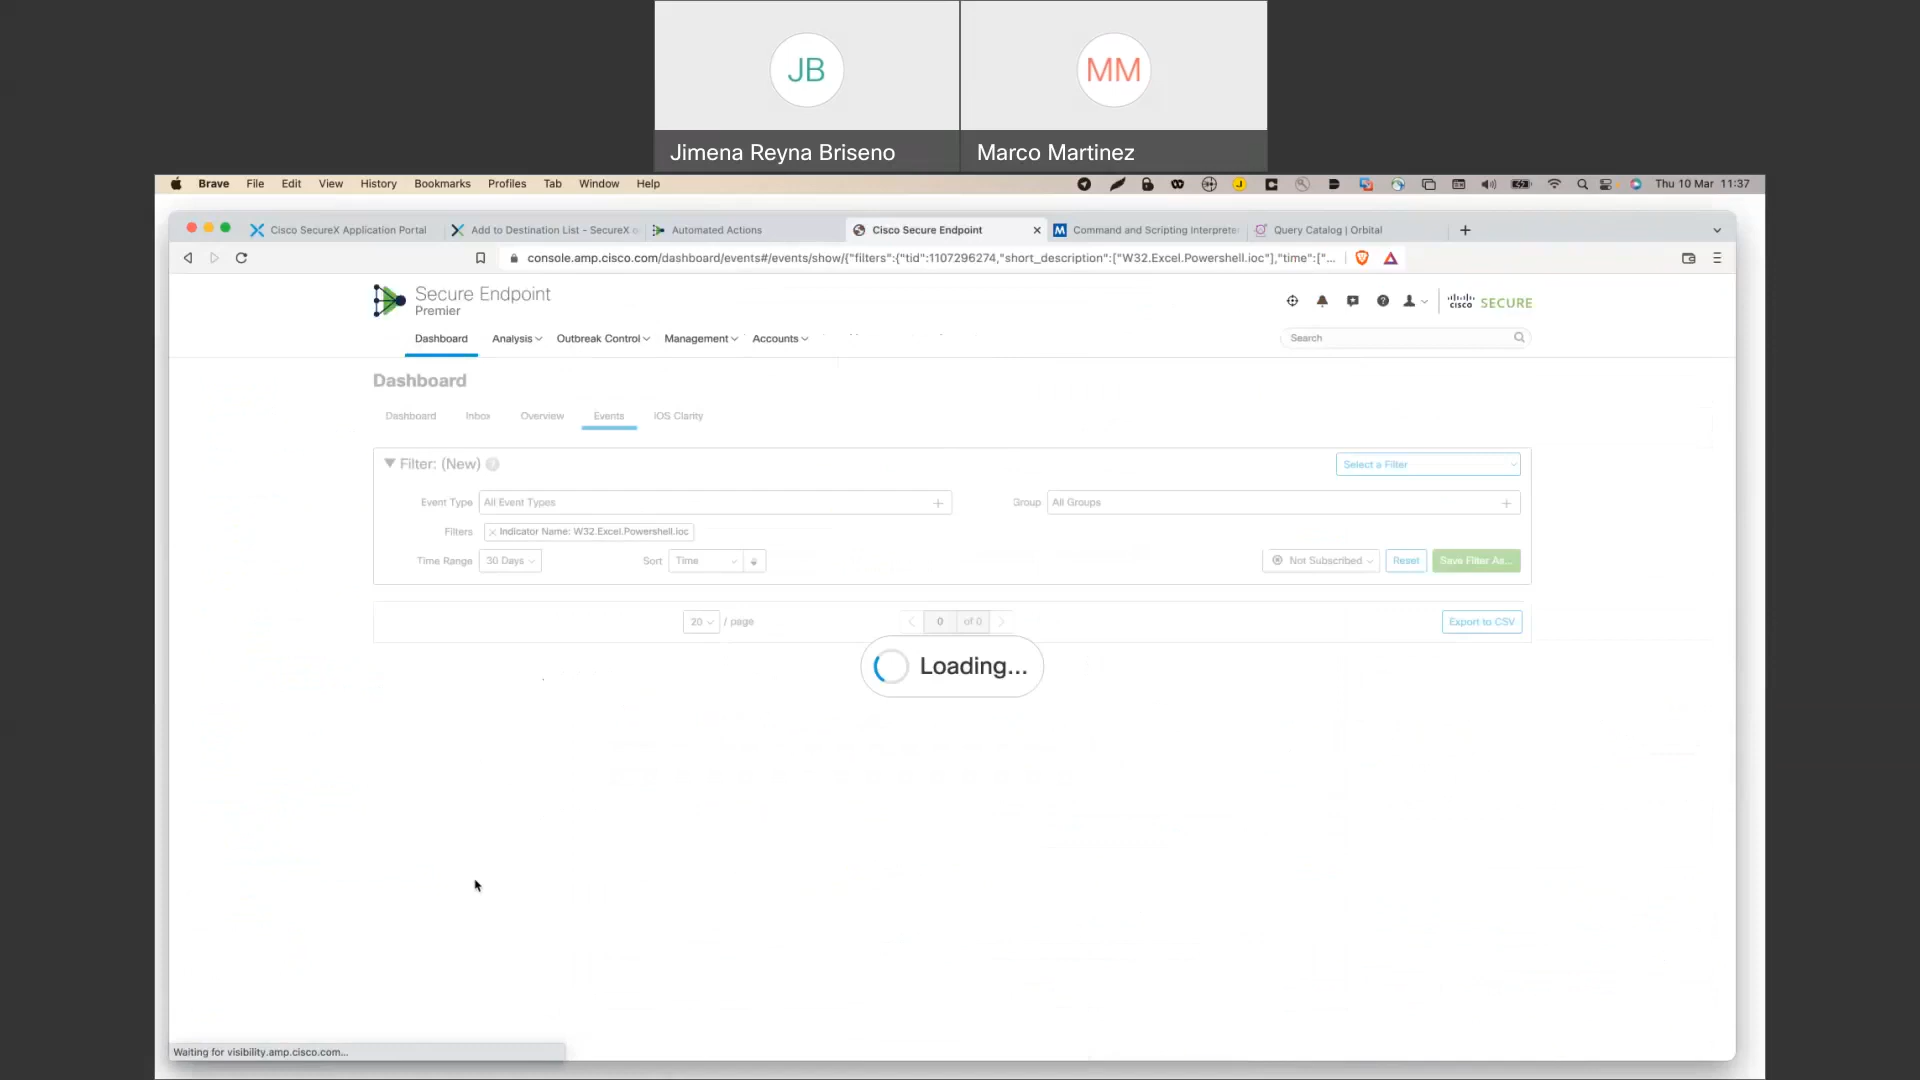 JB
MM
Jimena Reyna Briseno
Marco Martinez
Brave File Edit View History Bookmarks Profiles Tab Window Help
Thu 10 Mar 11:37
Cisco SecureX Application Portal
Add to Destination List - SecureX o
Automated Actions
Cisco Secure Endpoint
Command and Scripting Interprete
Query Catalog | Orbital
console.amp.cisco.com/dashboard/events#/events/show/{"filters":{"tid":1107296274,"short_description":["W32.Excel.Powershell.ioc"],"time":["...
Secure Endpoint
Premier
cisco SECURE
Dashboard Analysis Outbreak Control Management Accounts
Search
Dashboard
Dashboard Inbox Overview Events iOS Clarity
Filter: (New) ?
Select a Filter
Event Type All Event Types
Group All Groups
Filters Indicator Name: W32.Excel.Powershell.ioc
Time Range 30 Days Sort Time
Not Subscribed Reset Save Filter As...
20 / page 0 of 0 Export to CSV
Loading...
Waiting for visibility.amp.cisco.com...